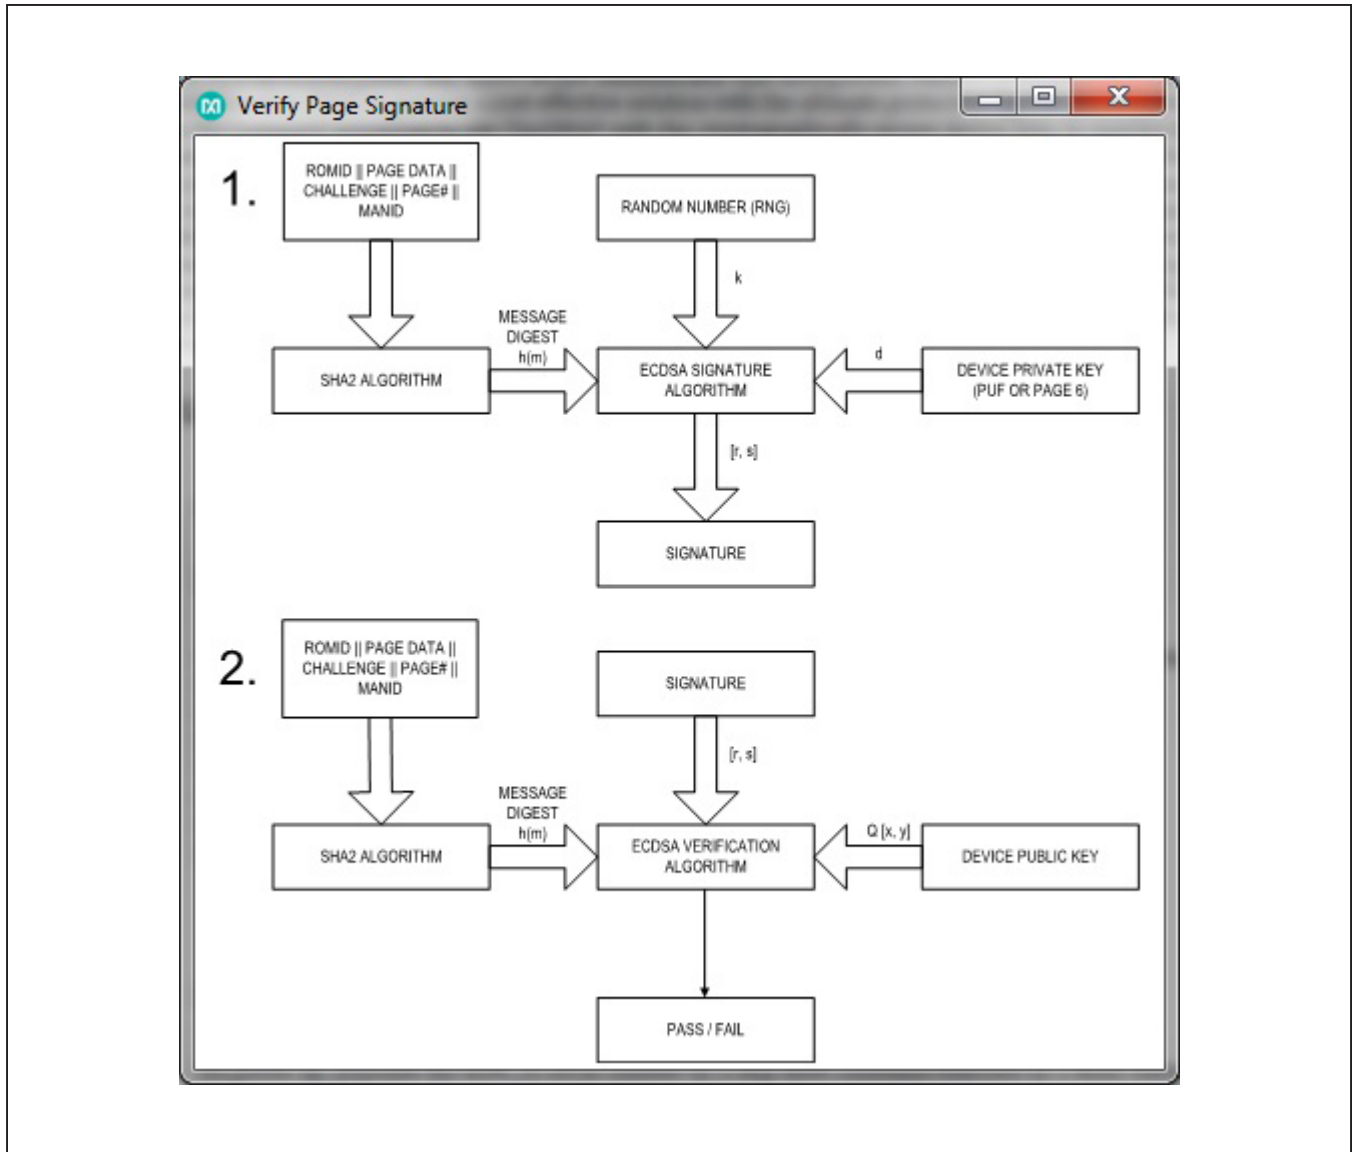 Verify Page Signature
1.
ROMID || PAGE DATA ||
CHALLENGE || PAGE# ||
MANID
RANDOM NUMBER (RNG)
k
MESSAGE
DIGEST
h(m)
SHA2 ALGORITHM
ECDSA SIGNATURE
ALGORITHM
d
DEVICE PRIVATE KEY
(PUF OR PAGE 6)
[r, s]
SIGNATURE
2.
ROMID || PAGE DATA ||
CHALLENGE || PAGE# ||
MANID
SIGNATURE
[r, s]
MESSAGE
DIGEST
h(m)
SHA2 ALGORITHM
ECDSA VERIFICATION
ALGORITHM
Q [x, y]
DEVICE PUBLIC KEY
PASS / FAIL